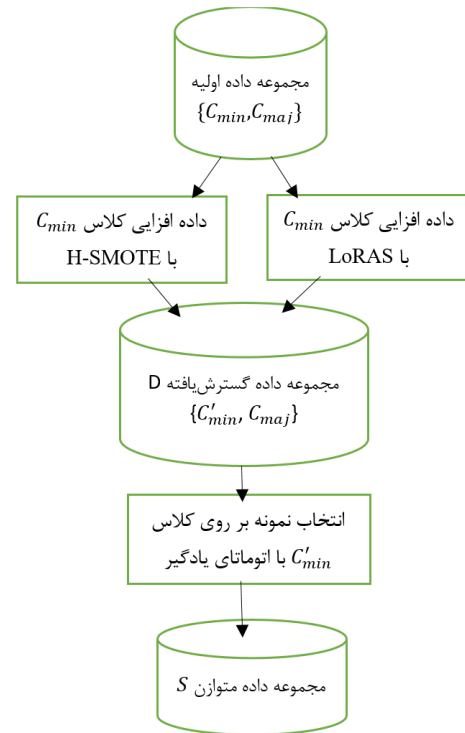 مجموعه داده اولیه
{C_min,C_maj}
داده افزایی کلاس C_min
با H-SMOTE
داده افزایی کلاس C_min
با LoRAS
مجموعه داده گسترش‌یافته D
{C′_min, C_maj}
انتخاب نمونه بر روی کلاس
C′_min با اتوماتای یادگیر
مجموعه داده متوازن S